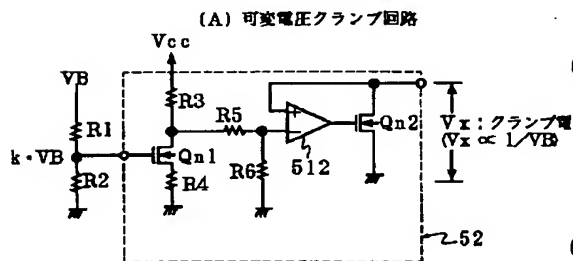 (A) 可変電圧クランプ回路
Vcc
VB
R3
R1
R5
k・VB
Qn1
R2
R4
R6
+
−
512
Qn2
Vx：クランプ電
(Vx ∝ 1/VB)
52